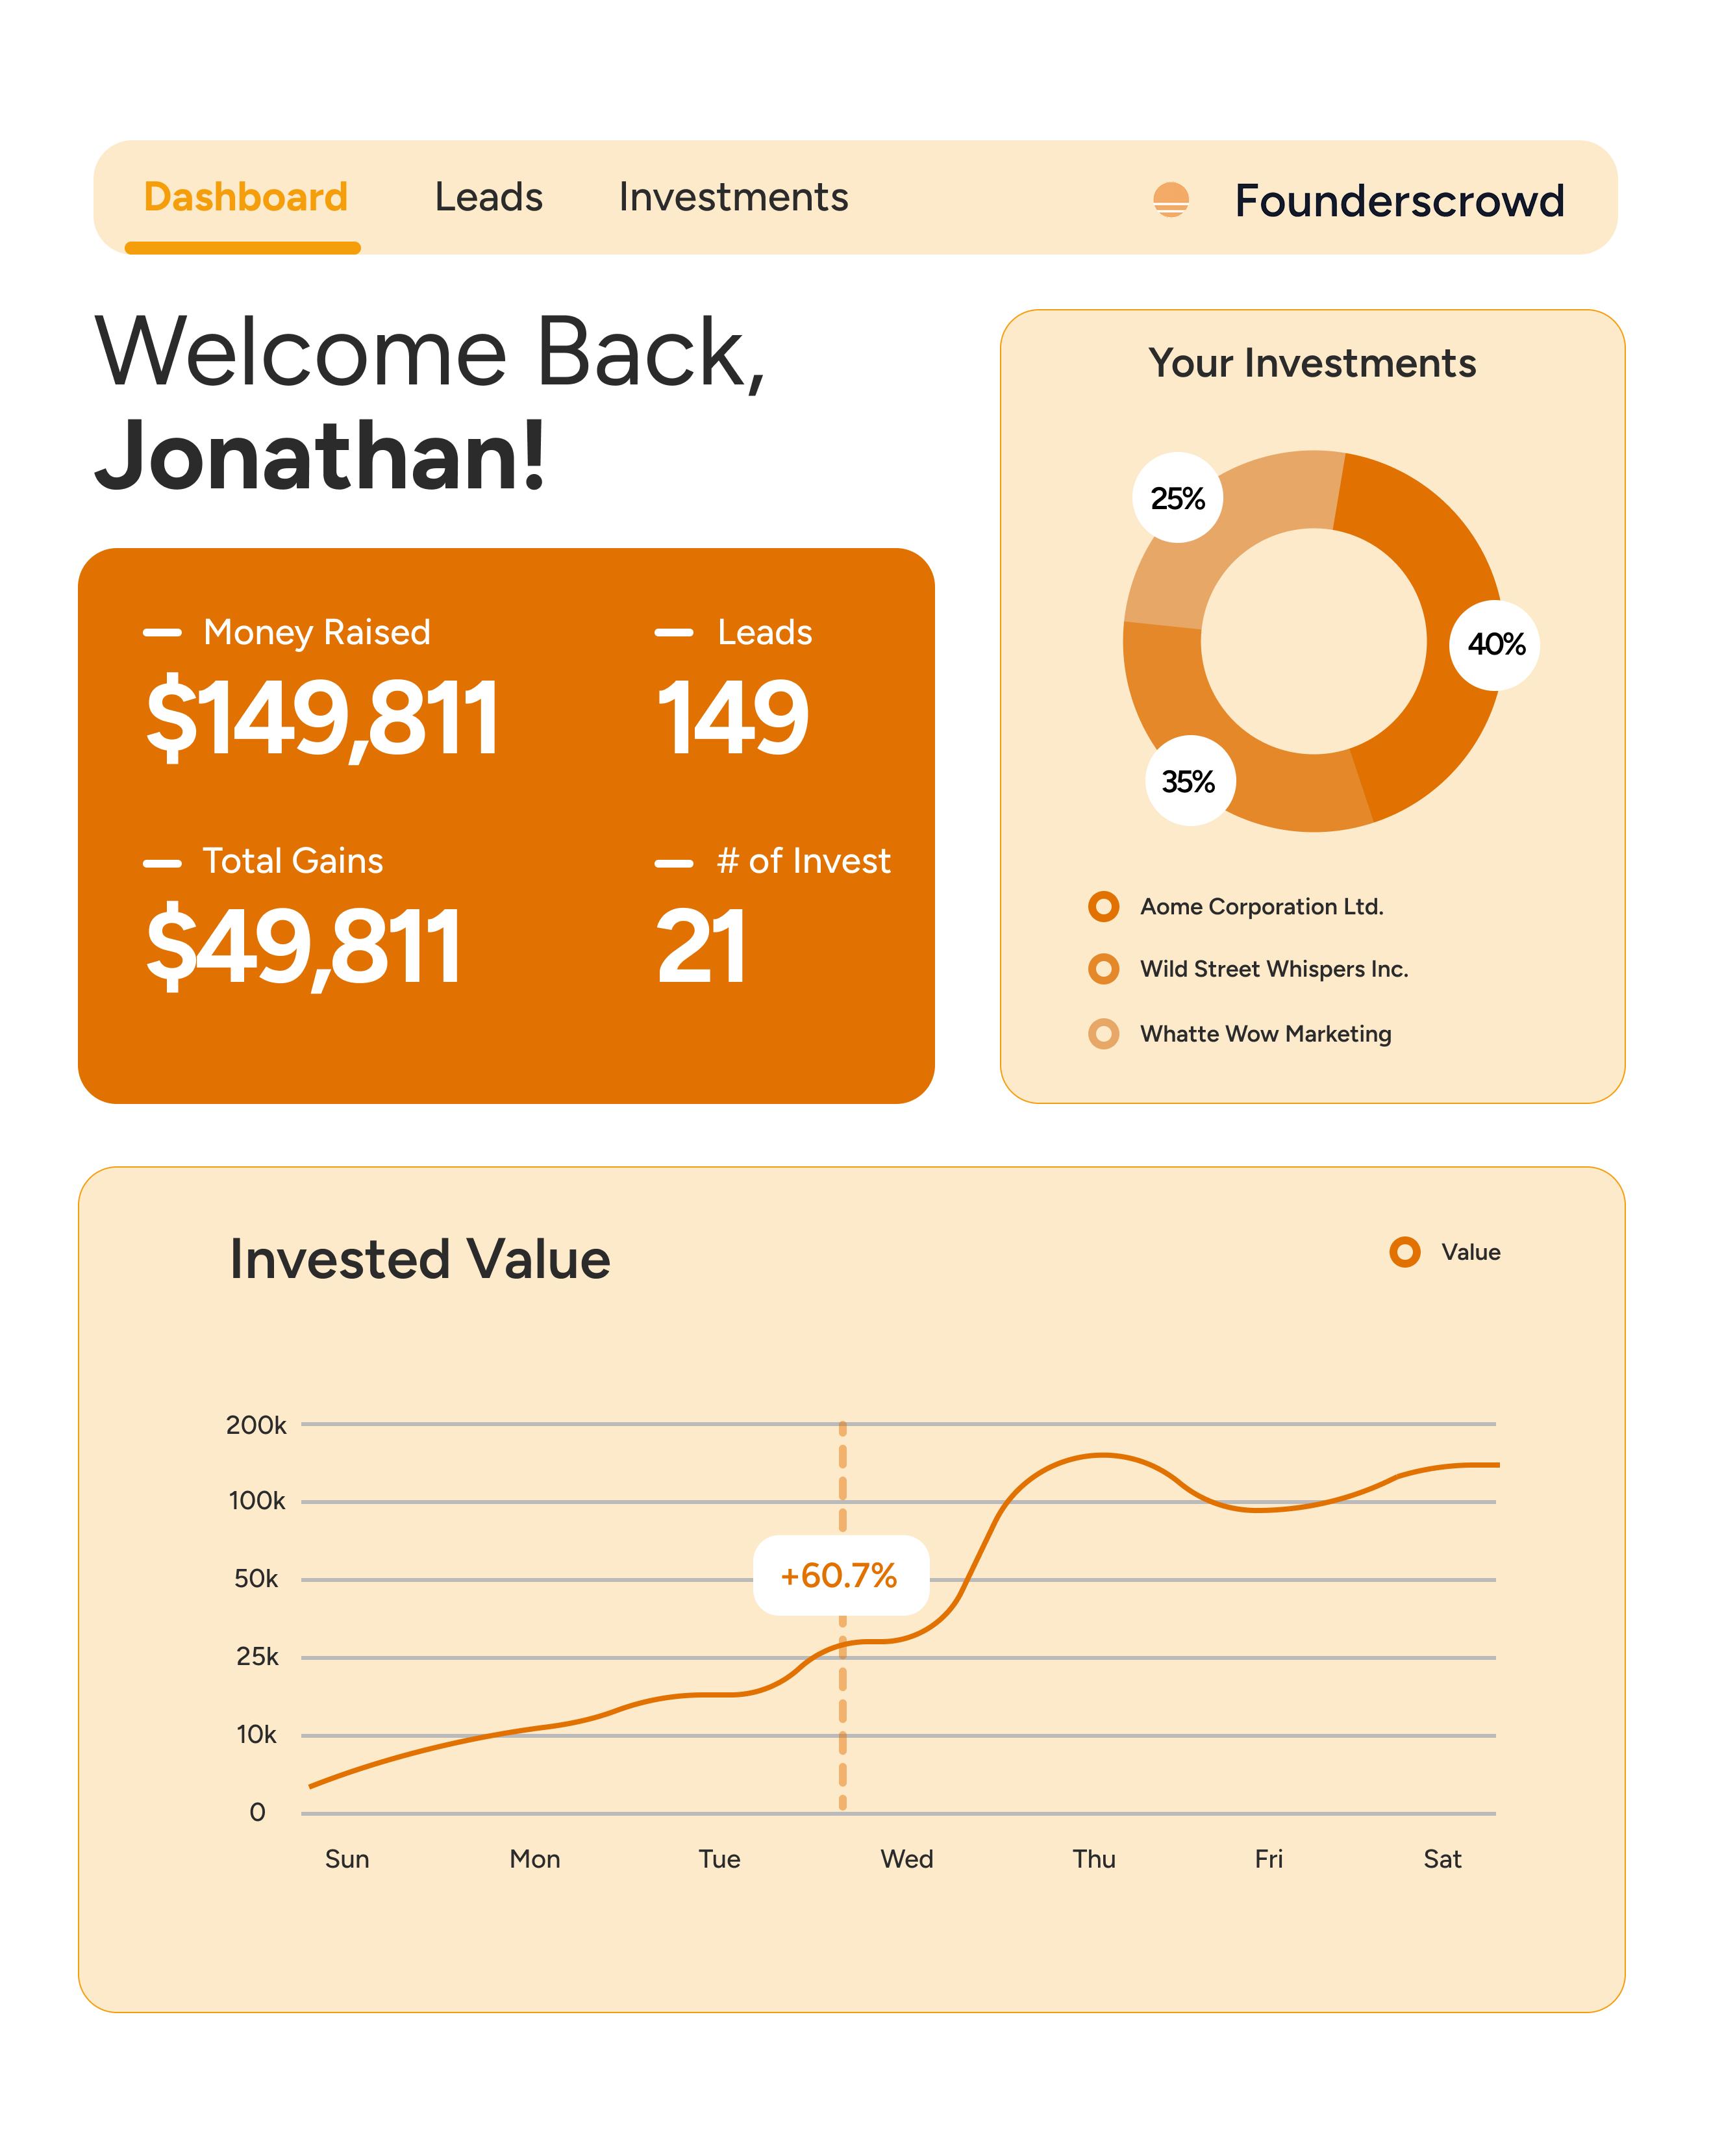 Dashboard Leads Investments Founderscrowd
Welcome Back,
Jonathan!
Money Raised
$149,811
Leads
149
Total Gains
$49,811
# of Invest
21
Your Investments
25%
40%
35%
Aome Corporation Ltd.
Wild Street Whispers Inc.
Whatte Wow Marketing
Invested Value
Value
200k
100k
50k
+60.7%
25k
10k
0
Sun Mon Tue Wed Thu Fri Sat